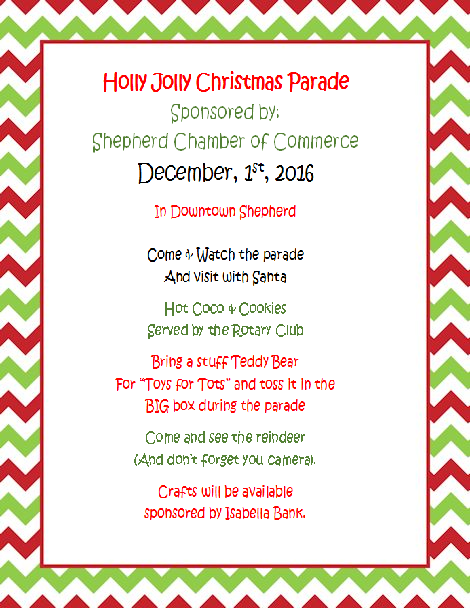 Holly Jolly Christmas Parade
Sponsored by:
Shepherd Chamber of Commerce
December, 1st, 2016
In Downtown Shepherd
Come & Watch the parade
And visit with Santa
Hot Coco & Cookies
Served by the Rotary Club
Bring a stuff Teddy Bear
For “Toys for Tots” and toss it in the
BIG box during the parade
Come and see the reindeer
(And don’t forget you camera).
Crafts will be available
sponsored by Isabella Bank.